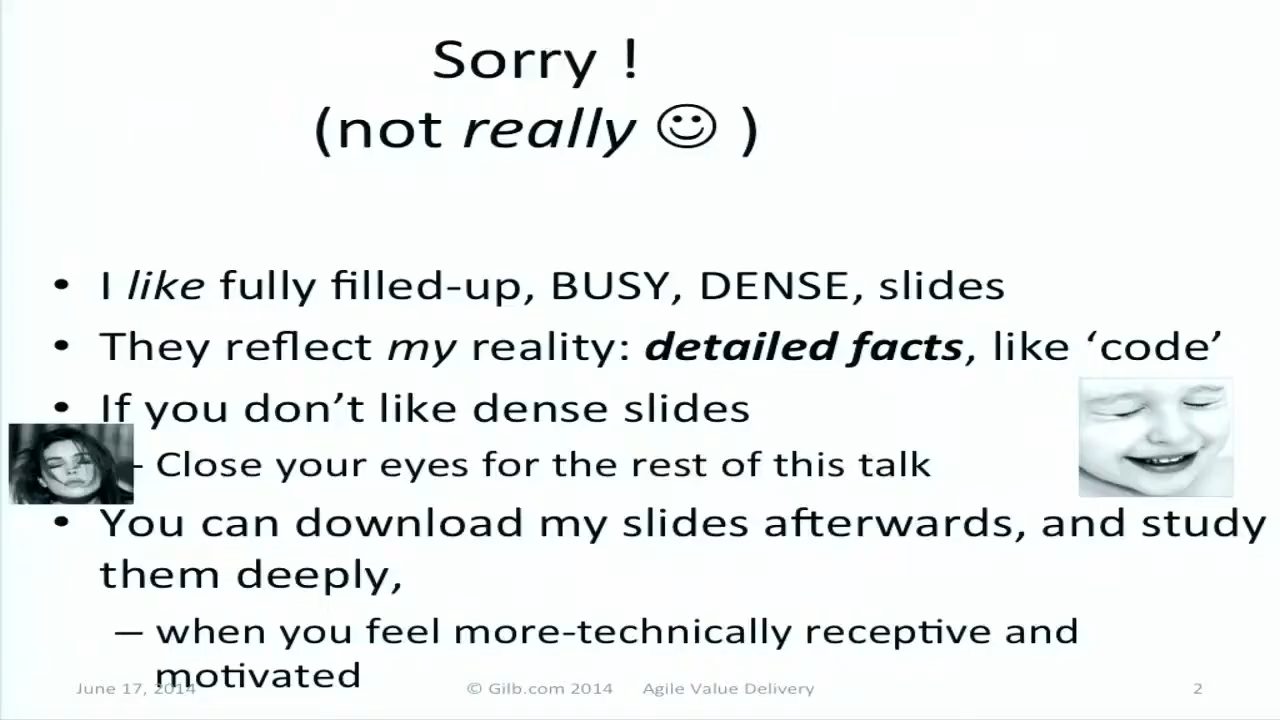 Sorry !
(not really ☺ )
• I like fully filled-up, BUSY, DENSE, slides
• They reflect my reality: detailed facts, like ‘code’
• If you don’t like dense slides
- Close your eyes for the rest of this talk
• You can download my slides afterwards, and study
them deeply,
– when you feel more-technically receptive and
motivated
June 17, 2014 © Gilb.com 2014 Agile Value Delivery 2